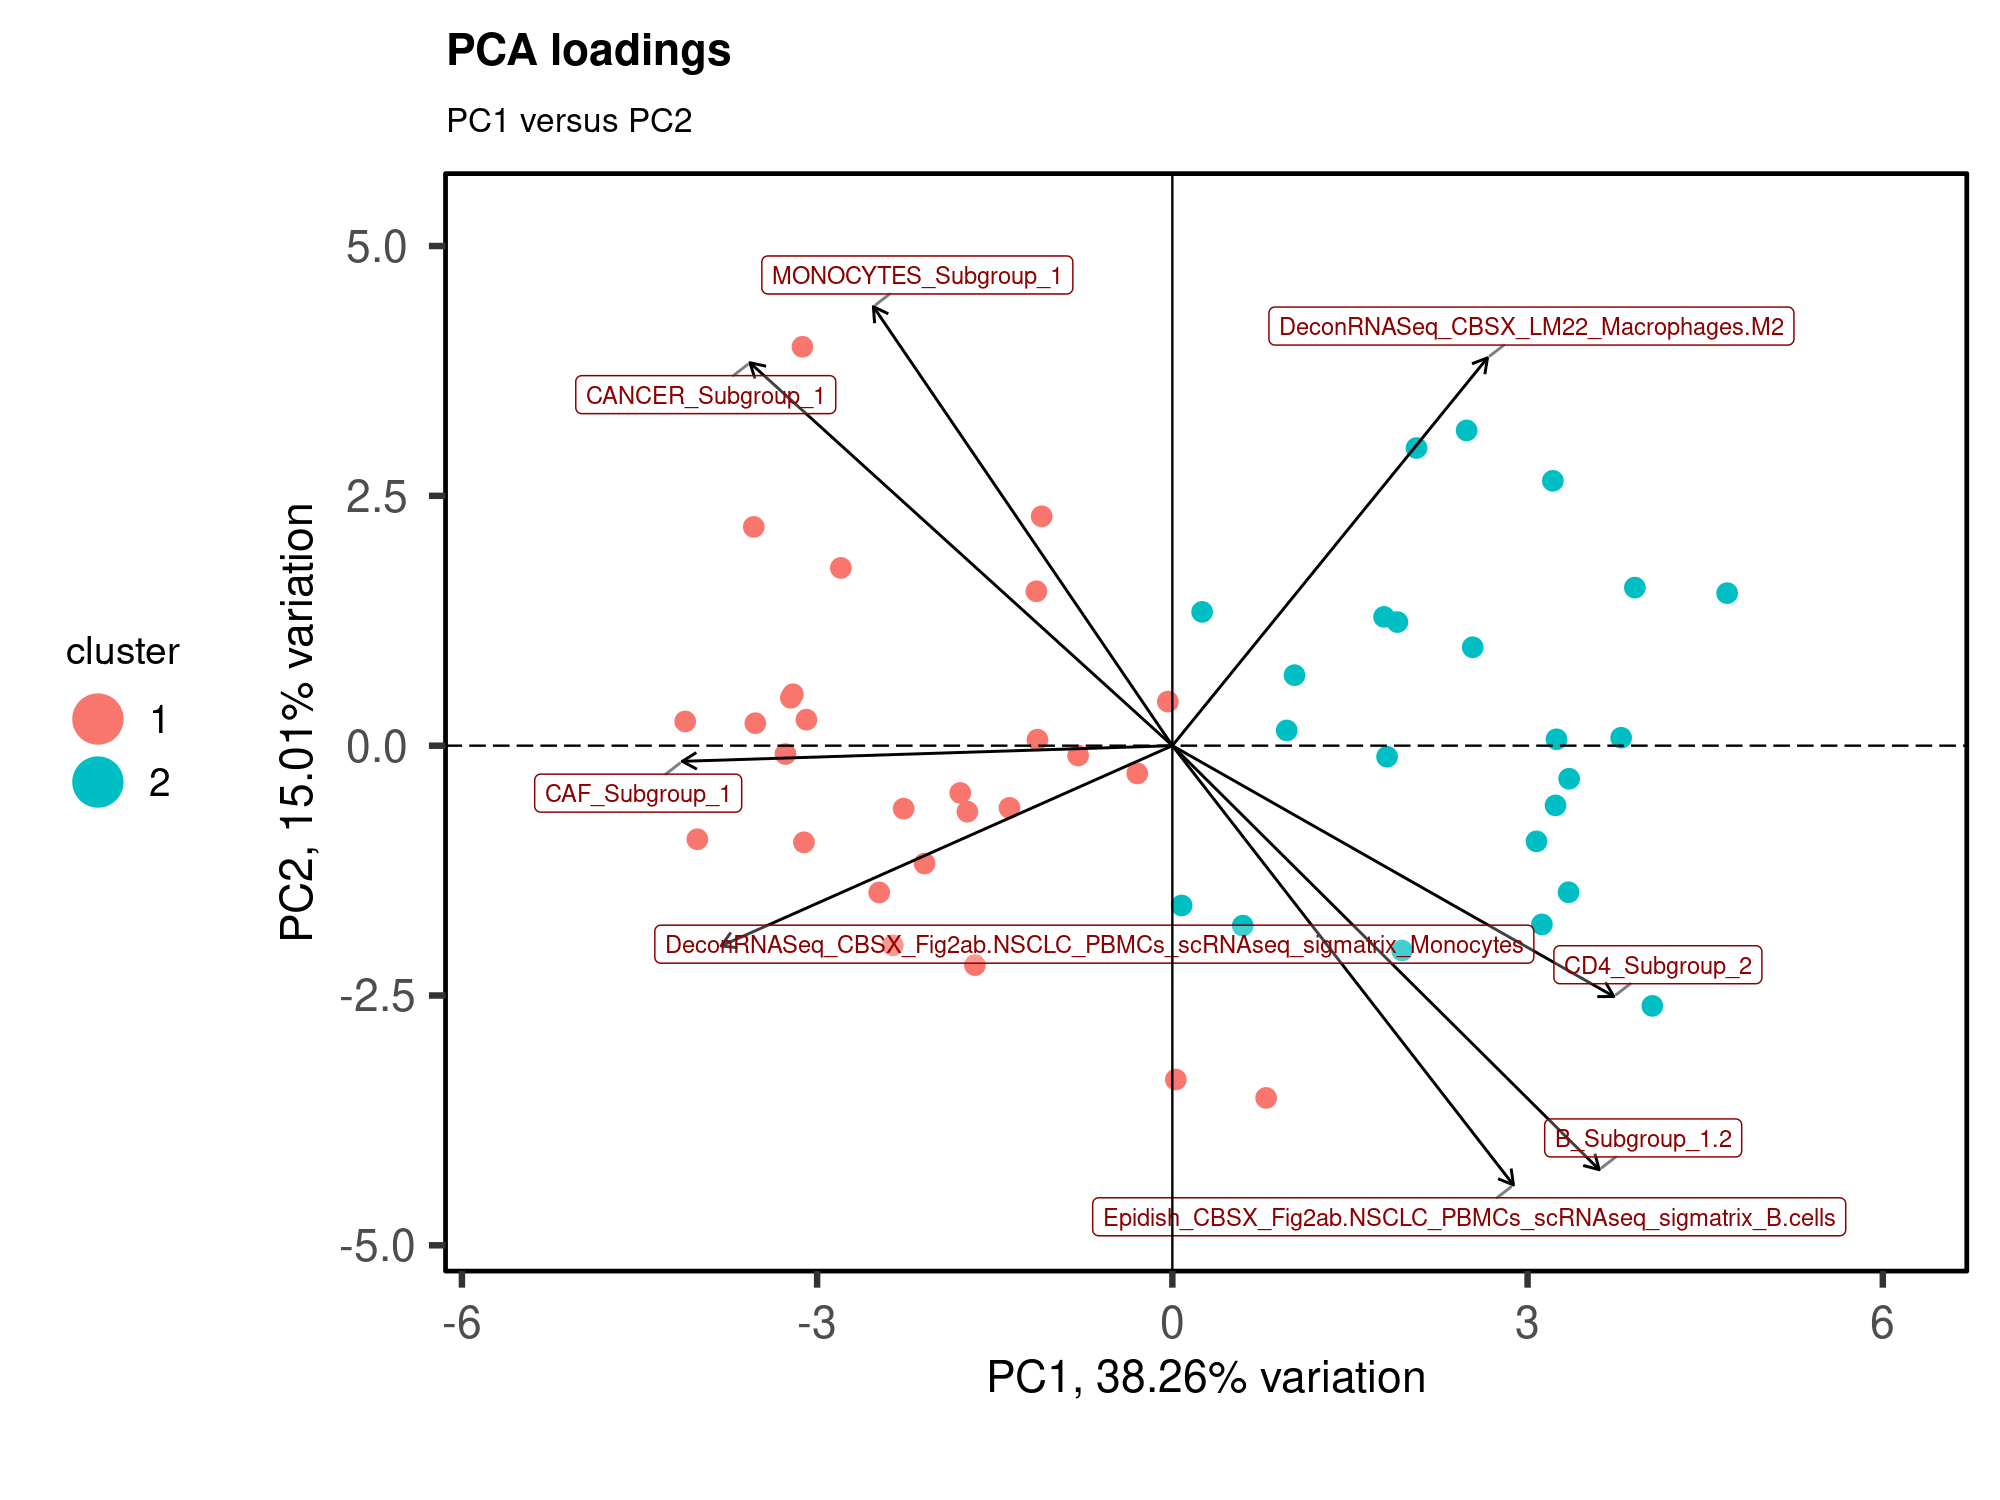 PCA loadings
PC1 versus PC2
5.0
2.5
0.0
-2.5
-5.0
PC2, 15.01% variation
MONOCYTES_Subgroup_1
DeconRNASeq_CBSX_LM22_Macrophages.M2
CANCER_Subgroup_1
CAF_Subgroup_1
DeconRNASeq_CBSX_Fig2ab.NSCLC_PBMCs_scRNAseq_sigmatrix_Monocytes
CD4_Subgroup_2
B_Subgroup_1.2
Epidish_CBSX_Fig2ab.NSCLC_PBMCs_scRNAseq_sigmatrix_B.cells
-6
-3
0
3
6
PC1, 38.26% variation
cluster
1
2